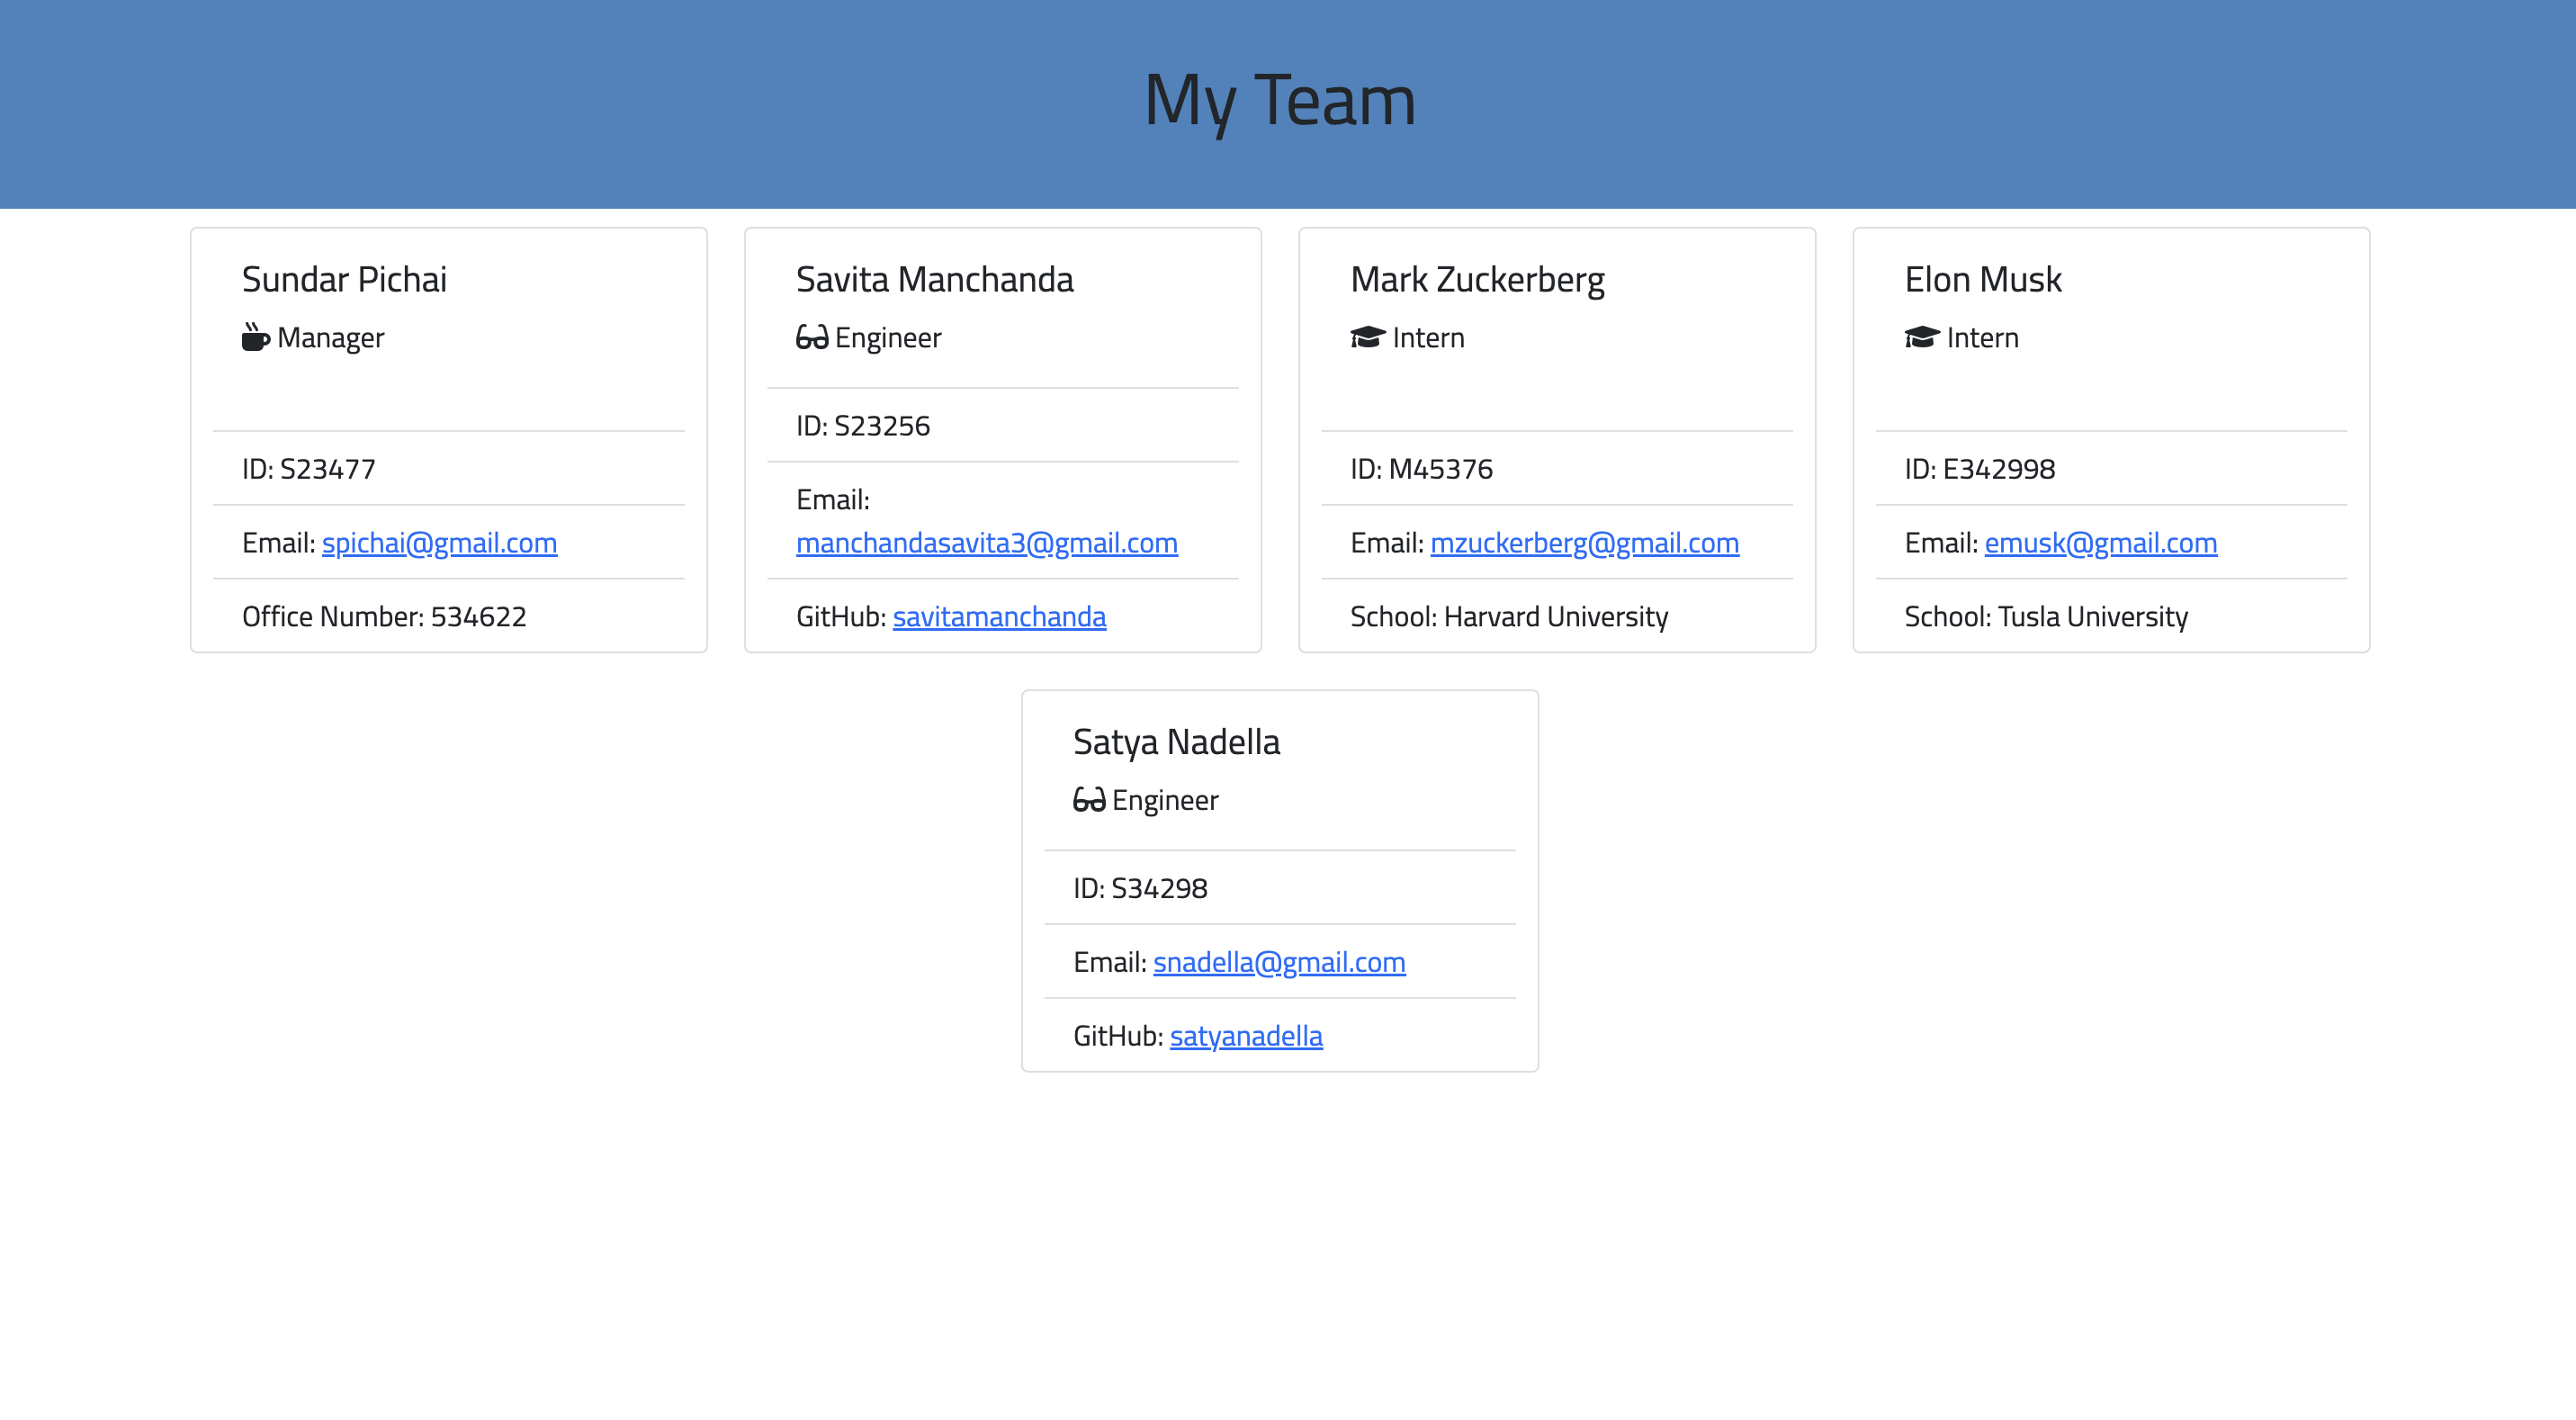 My Team
Sundar Pichai
Manager
ID: S23477
Email: spichai@gmail.com
Office Number: 534622
Savita Manchanda
Engineer
ID: S23256
Email:
manchandasavita3@gmail.com
GitHub: savitamanchanda
Mark Zuckerberg
Intern
ID: M45376
Email: mzuckerberg@gmail.com
School: Harvard University
Elon Musk
Intern
ID: E342998
Email: emusk@gmail.com
School: Tusla University
Satya Nadella
Engineer
ID: S34298
Email: snadella@gmail.com
GitHub: satyanadella